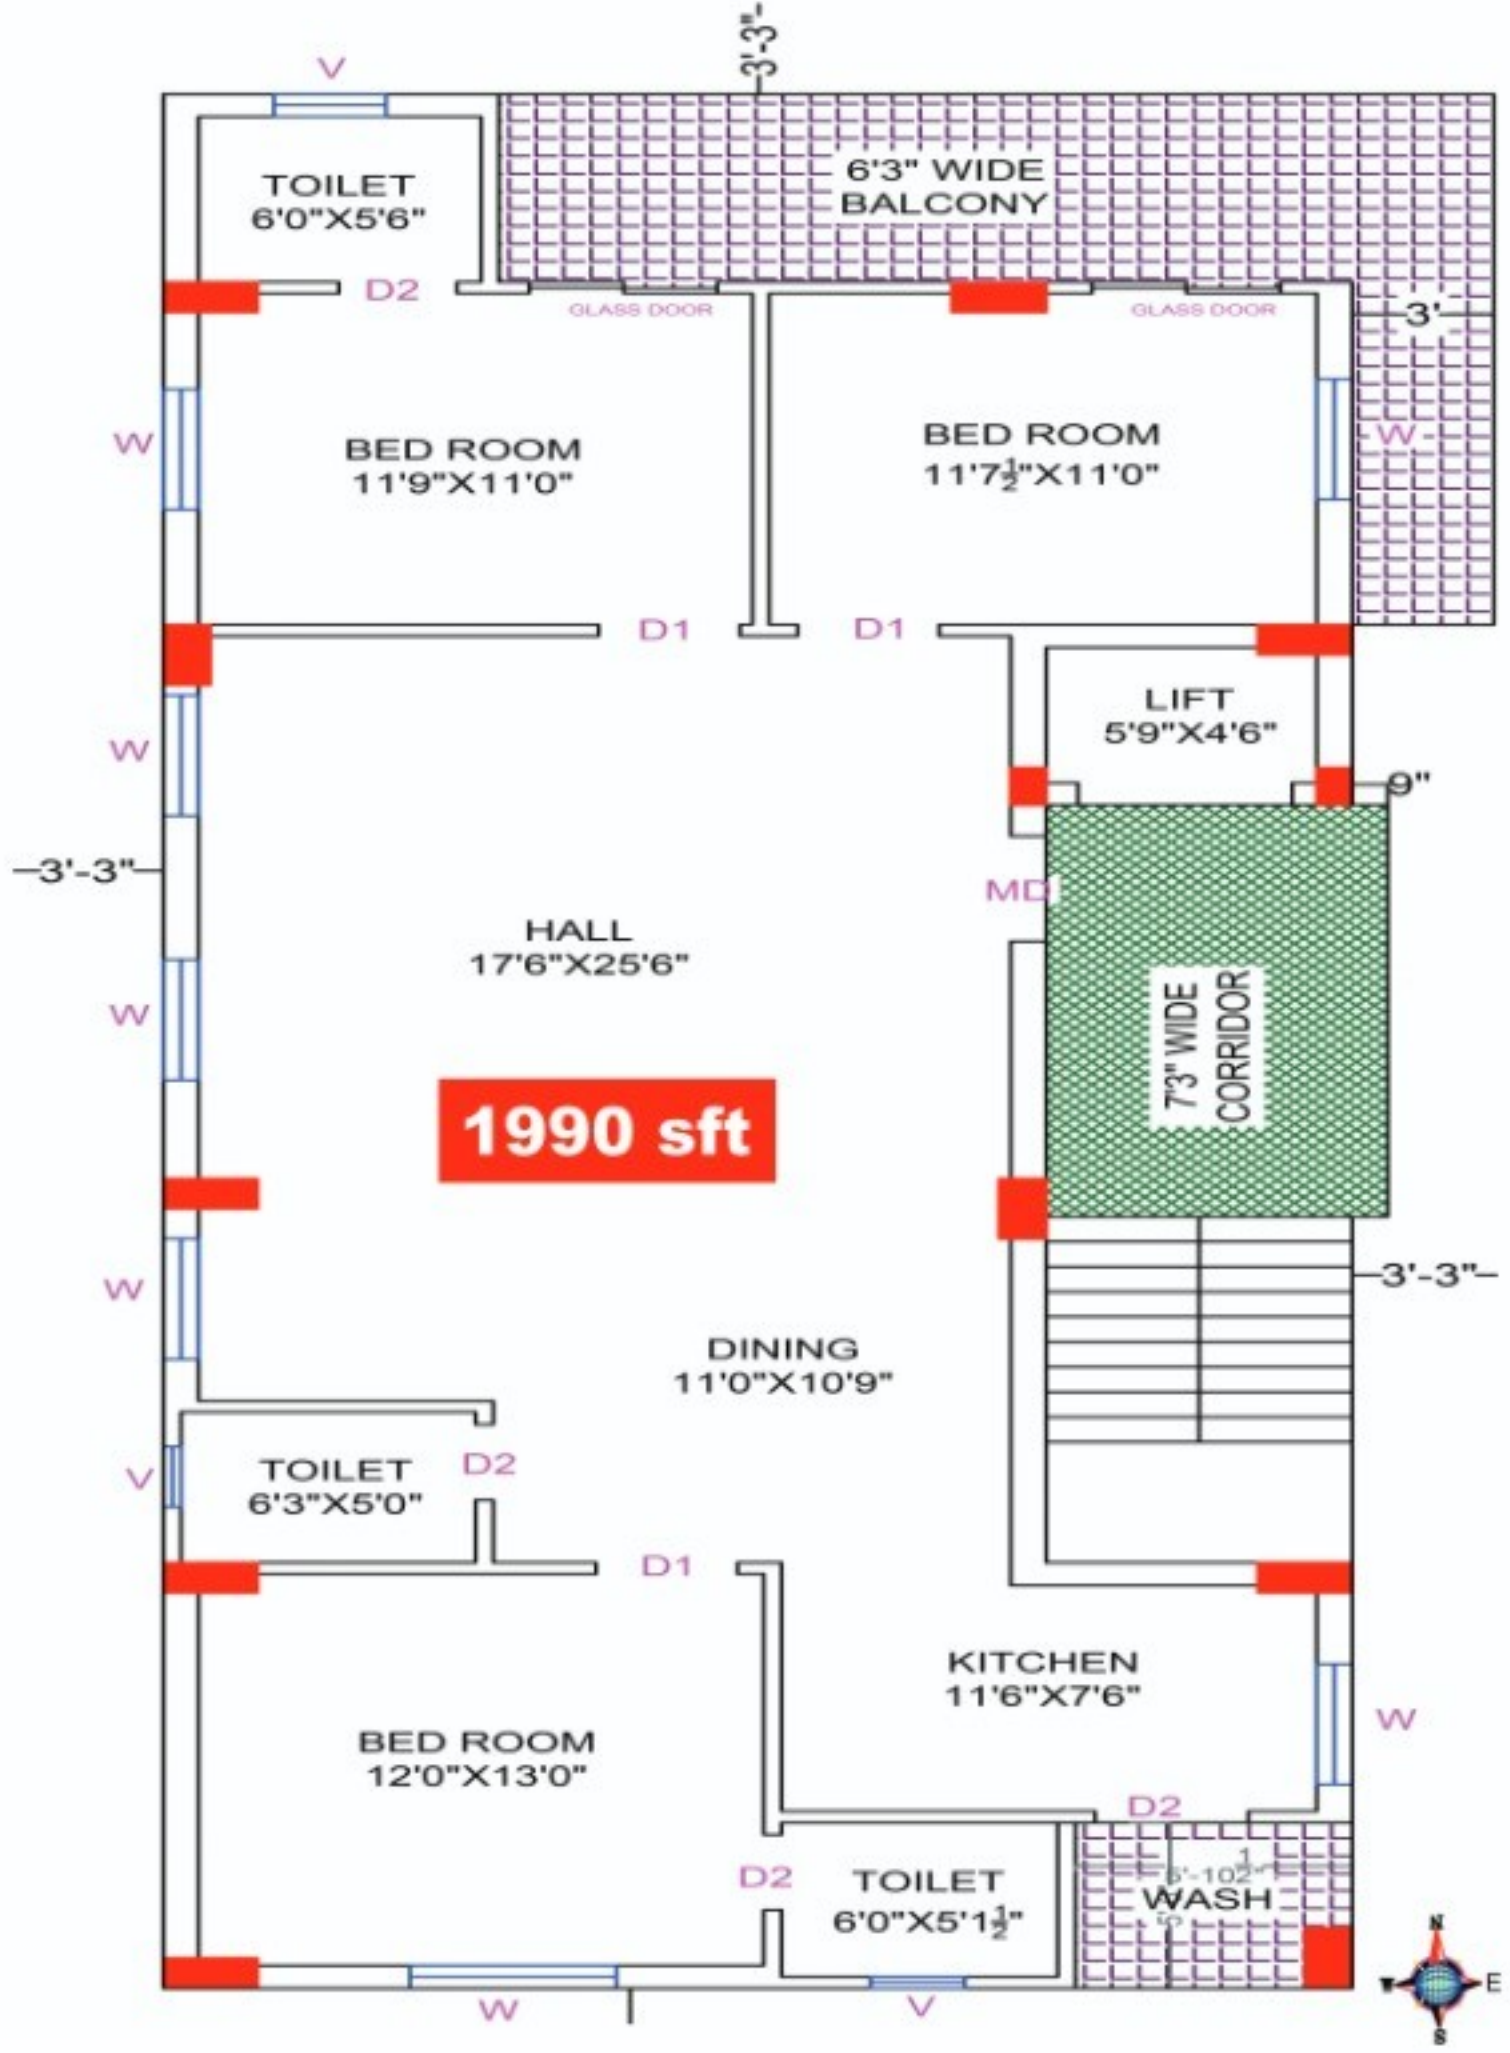 3'-3"
V
6'3" WIDE
BALCONY
TOILET
6'0"X5'6"
D2
GLASS DOOR
GLASS DOOR
3'
W
BED ROOM
11'9"X11'0"
BED ROOM
11'7½"X11'0"
W
D1
D1
LIFT
5'9"X4'6"
W
9"
3'-3"
MD
HALL
17'6"X25'6"
W
7'3" WIDE
CORRIDOR
1990 sft
W
3'-3"
DINING
11'0"X10'9"
V
TOILET
6'3"X5'0"
D2
D1
KITCHEN
11'6"X7'6"
W
BED ROOM
12'0"X13'0"
D2
D2
TOILET
6'0"X5'1½"
WASH
W
V
N
E
S